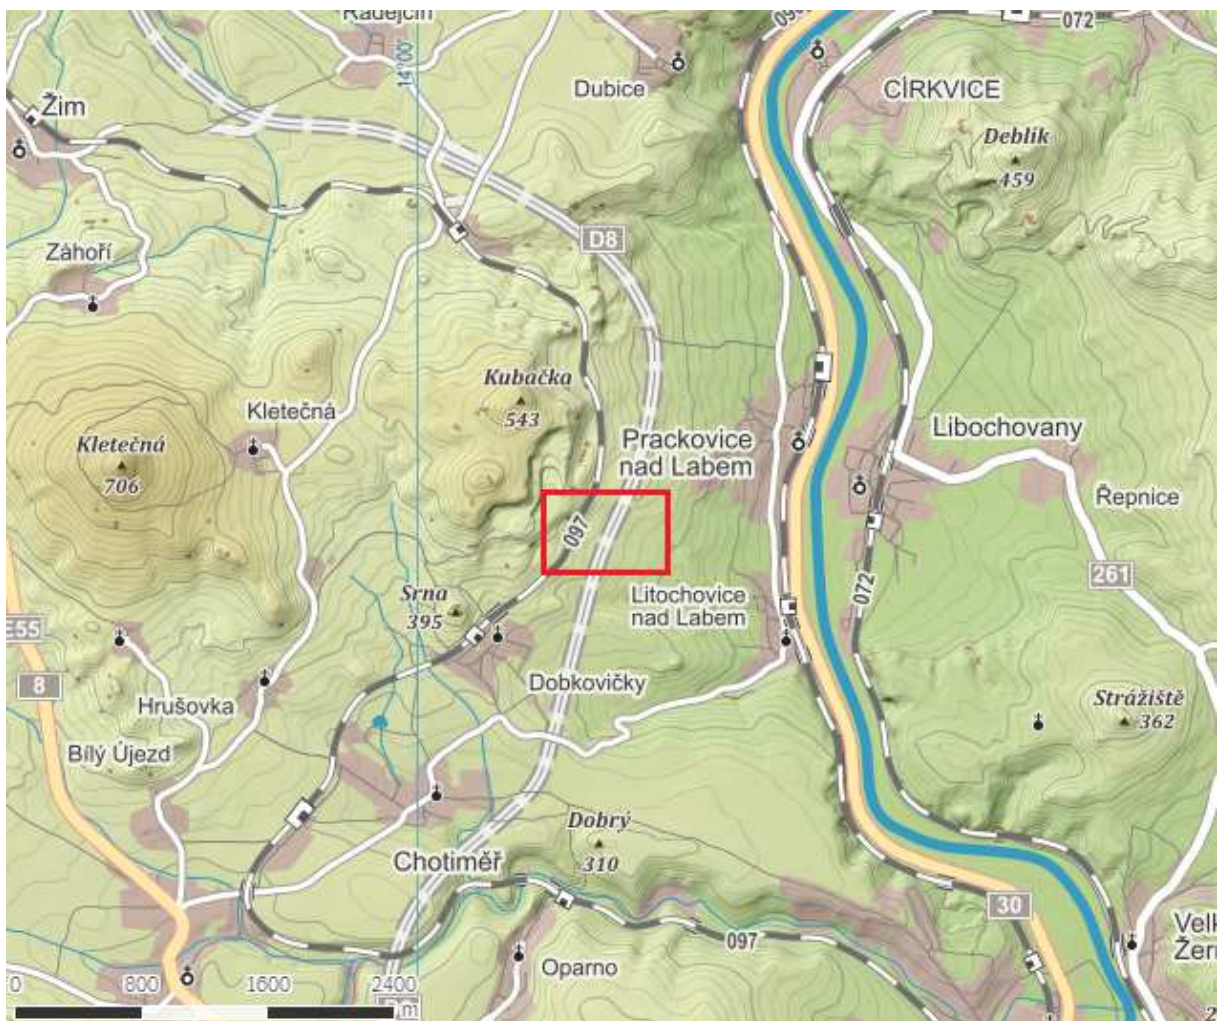 Radejčín
090
072
Dubice
CÍRKVICE
Žim
14°00'
Deblík
459
D8
Záhoří
Kubačka
543
Kletečná
Kletečná
706
Prackovice
nad Labem
Libochovany
Řepnice
097
261
072
Srna
395
Litochovice
nad Labem
E55
8
Dobkovičky
Hrušovka
Strážiště
362
Bílý Újezd
Dobrý
310
Chotiměř
30
097
Oparno
0
800
1600
2400
m